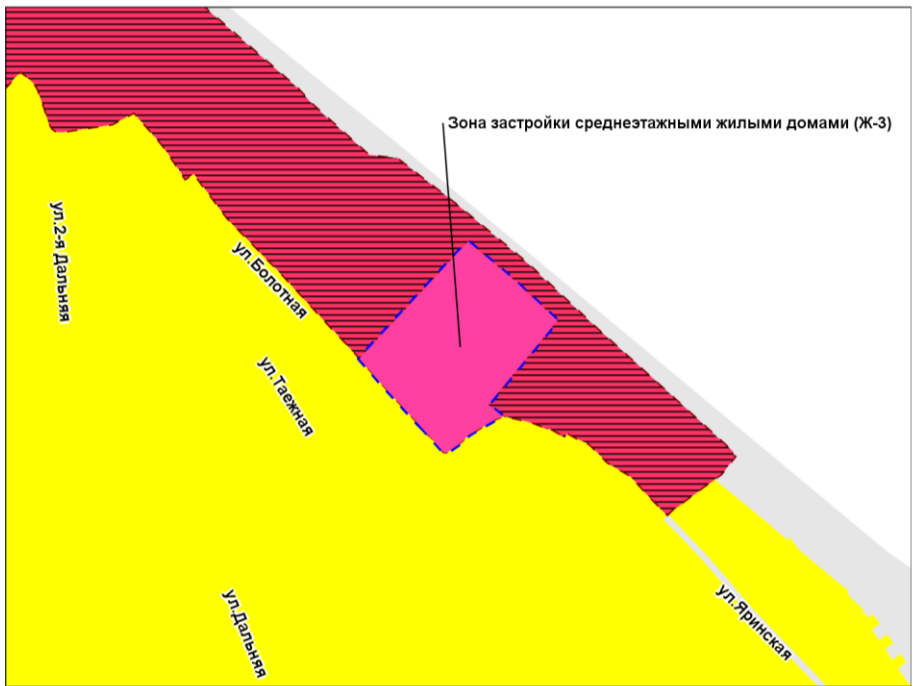 Зона застройки среднеэтажными жилыми домами (Ж-3)
ул.2-я Дальняя
ул.Болотная
ул.Таежная
ул.Дальняя
ул.Яринская